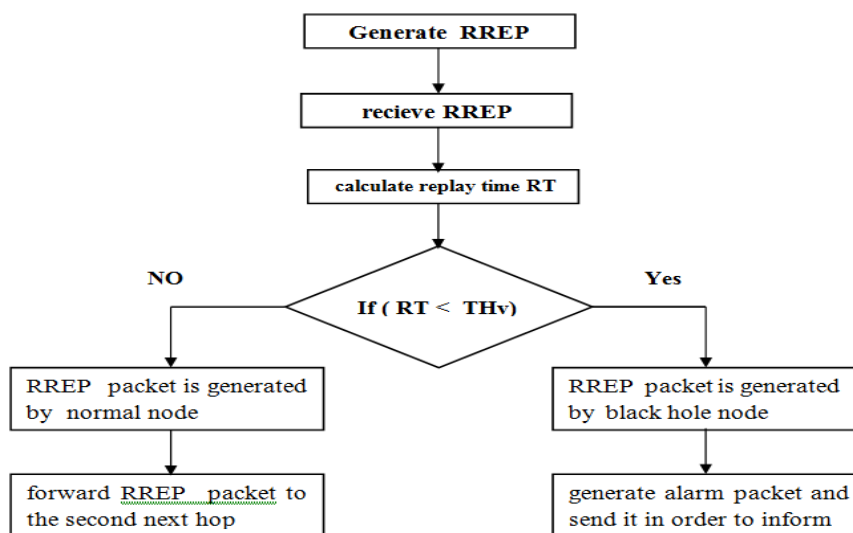 Generate RREP
recieve RREP
calculate replay time RT
NO
Yes
If ( RT < THv)
RREP packet is generated
by normal node
RREP packet is generated
by black hole node
forward RREP packet to
the second next hop
generate alarm packet and
send it in order to inform